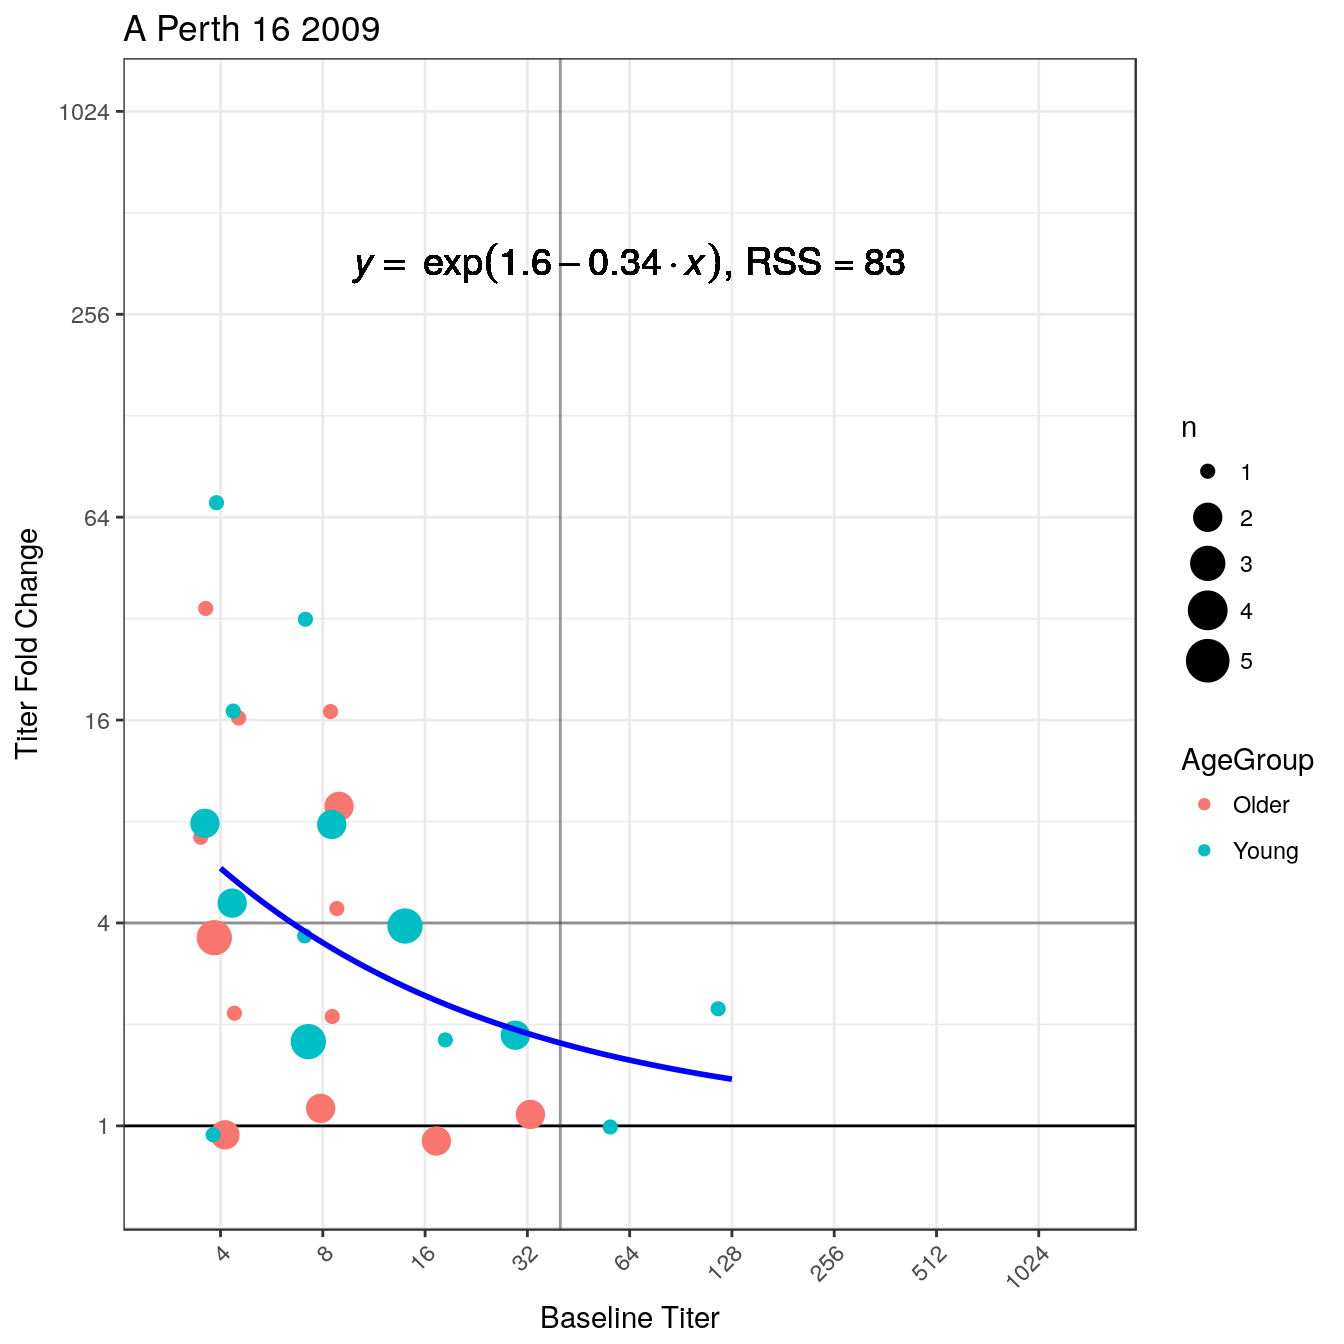 A Perth 16 2009
y = exp(1.6 – 0.34 · x), RSS = 83
Titer Fold Change
1024
256
64
16
4
1
4
8
16
32
64
128
256
512
1024
Baseline Titer
n
1
2
3
4
5
AgeGroup
Older
Young